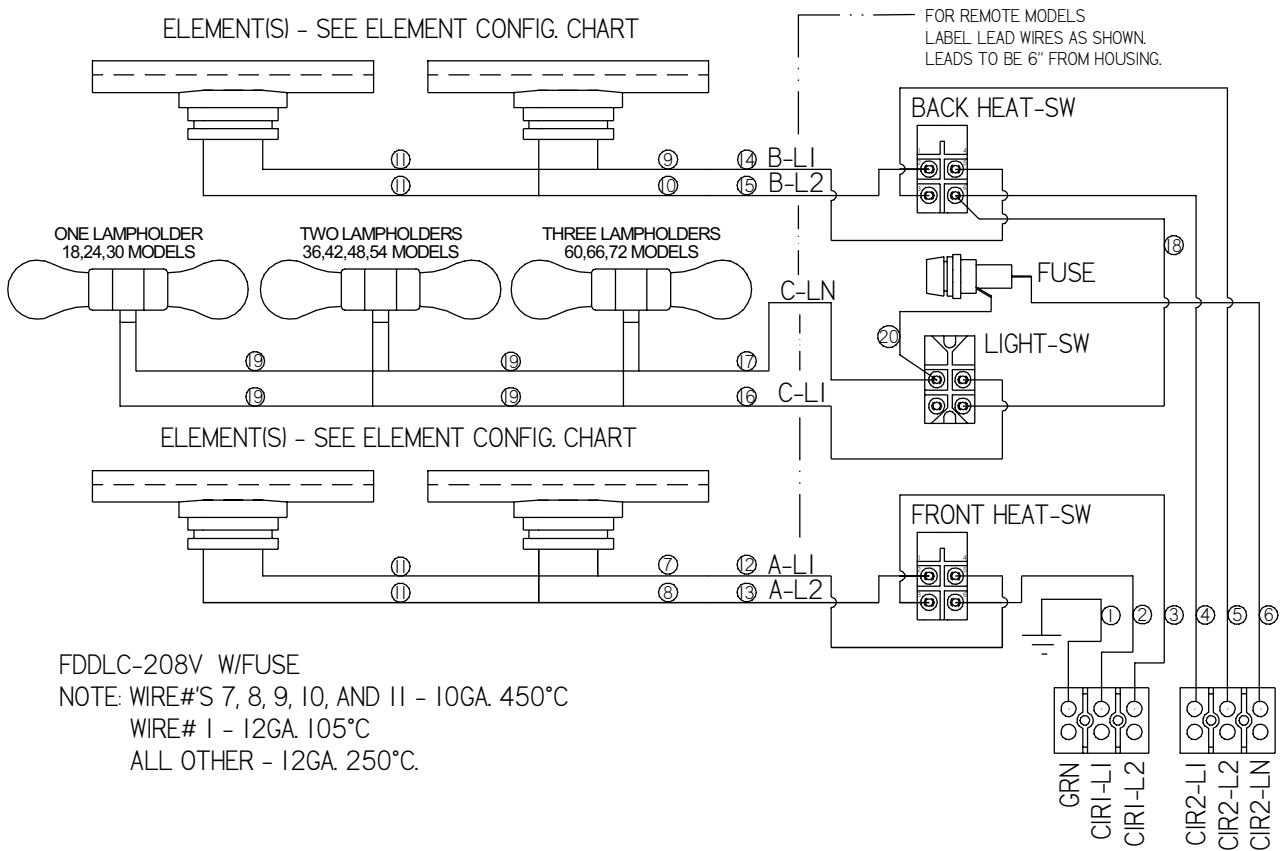 ELEMENT(S) - SEE ELEMENT CONFIG. CHART
FOR REMOTE MODELS
LABEL LEAD WIRES AS SHOWN.
LEADS TO BE 6" FROM HOUSING.
BACK HEAT-SW
11 9 14 B-L1
11 10 15 B-L2
ONE LAMPHOLDER
18,24,30 MODELS
TWO LAMPHOLDERS
36,42,48,54 MODELS
THREE LAMPHOLDERS
60,66,72 MODELS
18
FUSE
C-LN
20
LIGHT-SW
19 19 17
19 19 16 C-L1
ELEMENT(S) - SEE ELEMENT CONFIG. CHART
FRONT HEAT-SW
11 7 12 A-L1
11 8 13 A-L2
1 2 3 4 5 6
FDDLC-208V W/FUSE
NOTE: WIRE#'S 7, 8, 9, 10, AND 11 - 10GA. 450°C
WIRE# 1 - 12GA. 105°C
ALL OTHER - 12GA. 250°C.
GRN
CIR1-L1
CIR1-L2
CIR2-L1
CIR2-L2
CIR2-LN